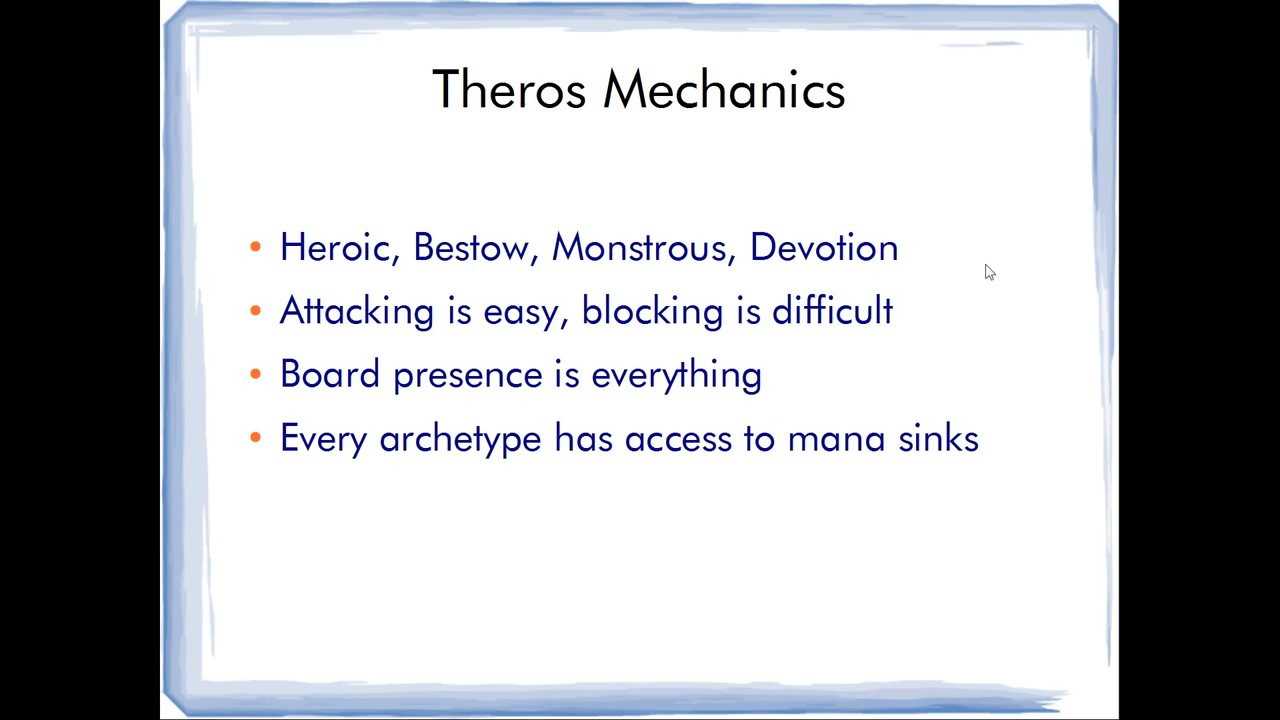 Theros Mechanics
• Heroic, Bestow, Monstrous, Devotion
• Attacking is easy, blocking is difficult
• Board presence is everything
• Every archetype has access to mana sinks